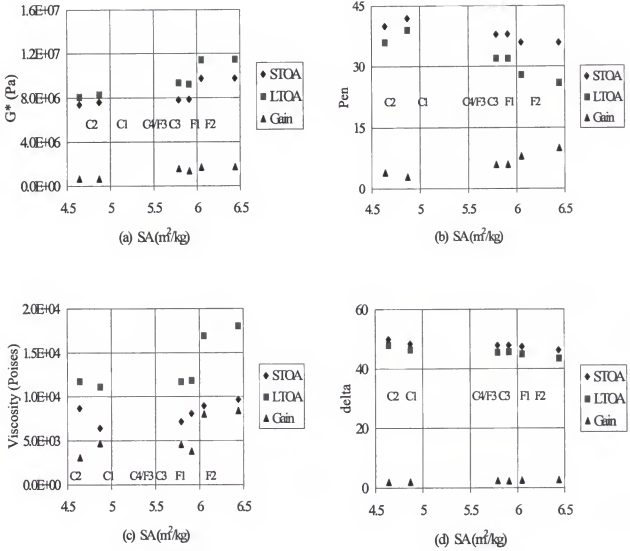 1.6E+07
1.2E+07
8.0E+06
4.0E+06
0.0E+00
G* (Pa)
C2 C1 C4/F3 C3 F1 F2
4.5 5 5.5 6 6.5
(a) SA(m²/kg)
STOA
LTOA
Gain
45
30
15
0
Pen
C2 C1 C4/F3 C3 F1 F2
4.5 5 5.5 6 6.5
(b) SA(m²/kg)
STOA
LTOA
Gain
2.0E+04
1.5E+04
1.0E+04
5.0E+03
0.0E+00
Viscosity (Poises)
C2 C1 C4/F3 C3 F1 F2
4.5 5 5.5 6 6.5
(c) SA(m²/kg)
STOA
LTOA
Gain
60
40
20
0
delta
C2 C1 C4/F3 C3 F1 F2
4.5 5 5.5 6 6.5
(d) SA(m²/kg)
STOA
LTOA
Gain